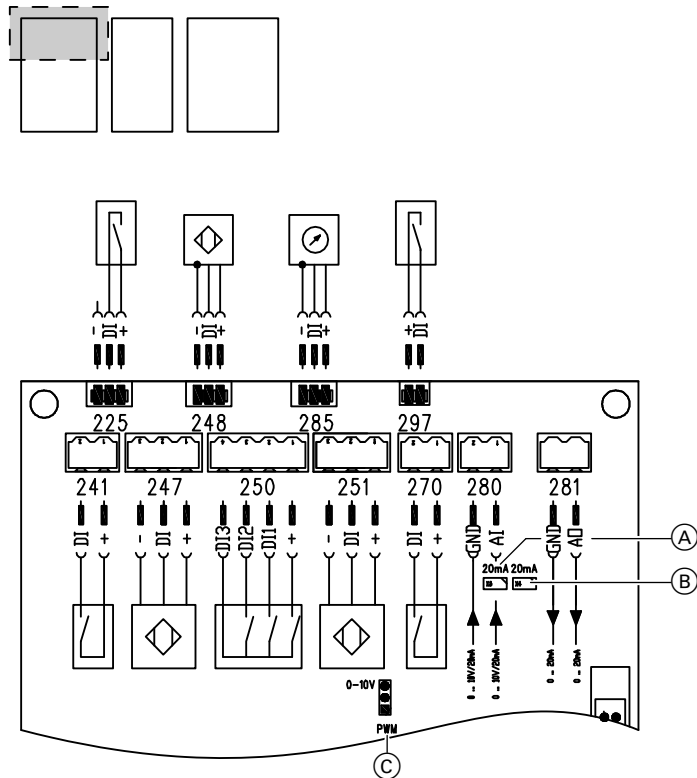 - DI +
- DI +
- DI +
+ DI
225 248 285 297
241 247 250 251 270 280 281
DI +
- DI +
DI3 DI2 DI1 +
- DI +
DI +
GND AI
GND AO
A
20mA 20mA
B
0 .. 10V/20mA
0 .. 10V/20mA
0 .. 20mA
0 .. 20mA
0-10V
PWM
C